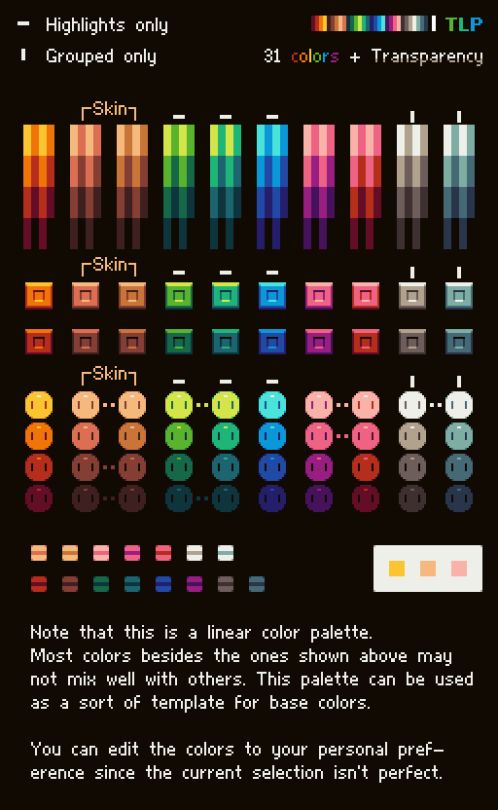 Highlights only
TLP
Grouped only
31 colors + Transparency
Skin
Skin
Skin
Note that this is a linear color palette.
Most colors besides the ones shown above may
not mix well with others. This palette can be used
as a sort of template for base colors.
You can edit the colors to your personal pref-
erence since the current selection isn't perfect.